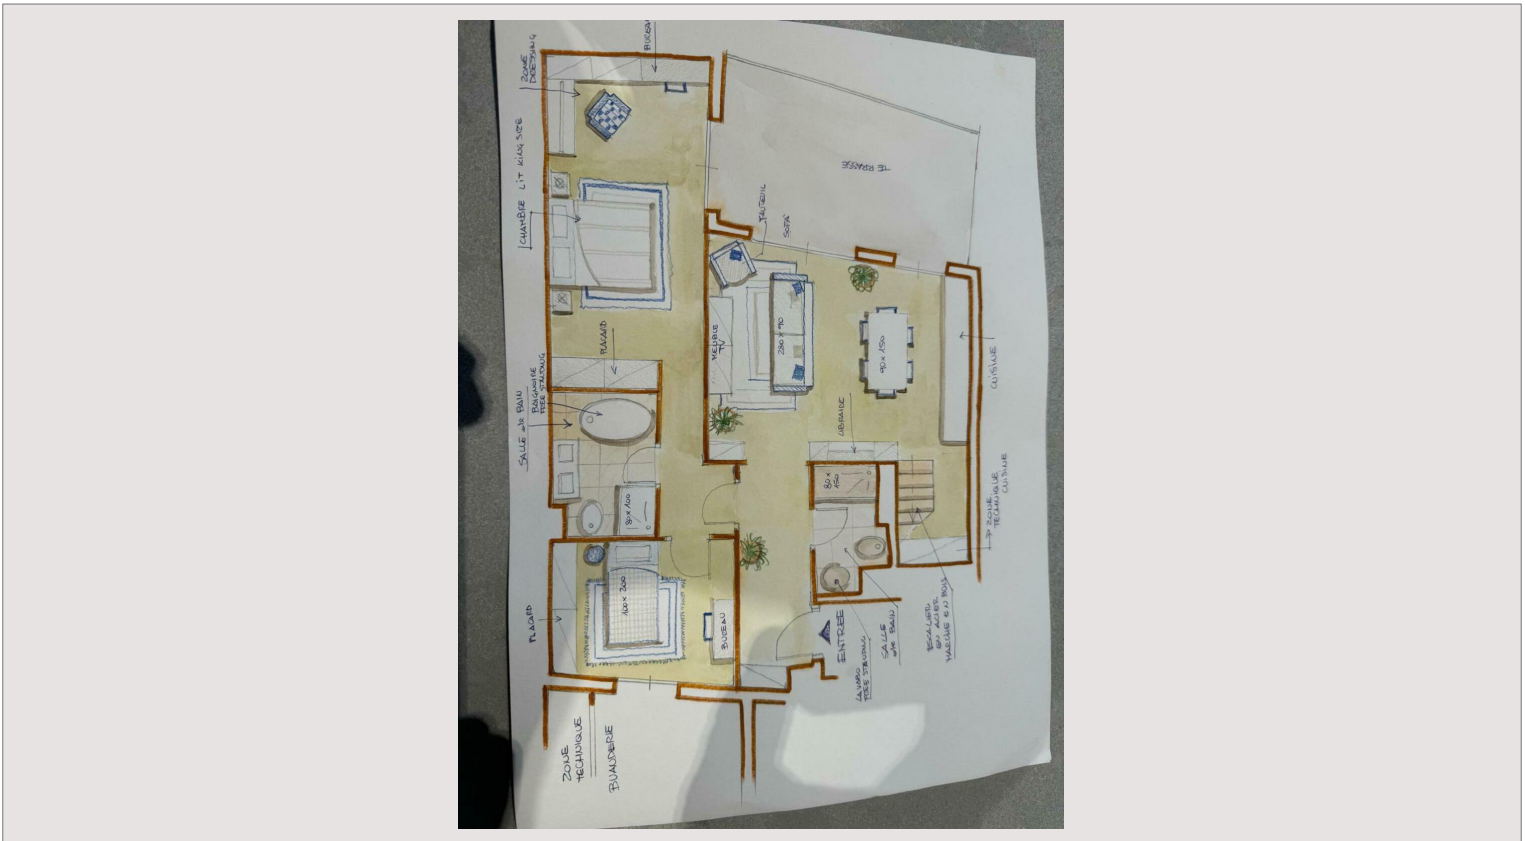 ZONE
DRESSING
BUREAU
CHAMBRE LIT KING SIZE
TERRASSE
FAUTEUIL
SOFA
PLACARD
MEUBLE
TV
280 x 90
90 x 150
CUISINE
SALLE de BAIN
BAIGNOIRE
FREE STANDING
LIBRAIRIE
80 x 100
80 x
150
ZONE
TECHNIQUE
CUISINE
PLACARD
100 x 200
BUREAU
ENTREE
LAVABO
FREE STANDING
SALLE
de BAIN
ESCALIER
EN ACIER
MARCHE EN BOIS
ZONE
TECHNIQUE
BUANDERIE